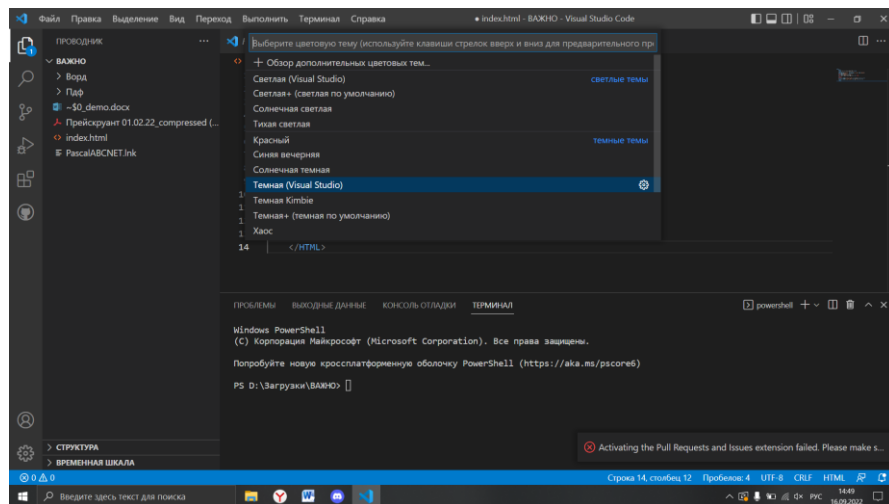 Файл Правка Выделение Вид Переход Выполнить Терминал Справка
● index.html - ВАЖНО - Visual Studio Code
ПРОВОДНИК ...
ВАЖНО
> Ворд
> Пдф
~$0_demo.docx
Прейскруант 01.02.22_compressed (...
<> index.html
PascalABCNET.lnk
> СТРУКТУРА
> ВРЕМЕННАЯ ШКАЛА
Выберите цветовую тему (используйте клавиши стрелок вверх и вниз для предварительного пр
+ Обзор дополнительных цветовых тем...
Светлая (Visual Studio) светлые темы
Светлая+ (светлая по умолчанию)
Солнечная светлая
Тихая светлая
Красный темные темы
Синяя вечерняя
Солнечная темная
Темная (Visual Studio)
Темная Kimbie
Темная+ (темная по умолчанию)
Хаос
14 </HTML>
ПРОБЛЕМЫ ВЫХОДНЫЕ ДАННЫЕ КОНСОЛЬ ОТЛАДКИ ТЕРМИНАЛ
powershell
Windows PowerShell
(C) Корпорация Майкрософт (Microsoft Corporation). Все права защищены.
Попробуйте новую кроссплатформенную оболочку PowerShell (https://aka.ms/pscore6)
PS D:\Загрузки\ВАЖНО>
Activating the Pull Requests and Issues extension failed. Please make s...
0 0
Строка 14, столбец 12 Пробелов: 4 UTF-8 CRLF HTML
Введите здесь текст для поиска
РУС
14:49
16.09.2022